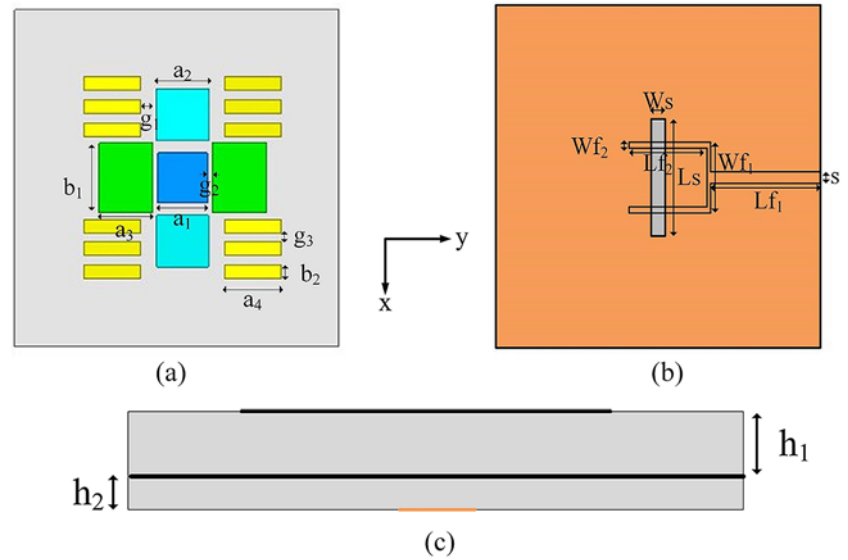 a₂
g₁
b₁
g₂
a₃
a₁
g₃
b₂
a₄
(a)
y
x
Ws
Wf₂
Lf₂
Ls
Wf₁
s
Lf₁
(b)
h₁
h₂
(c)